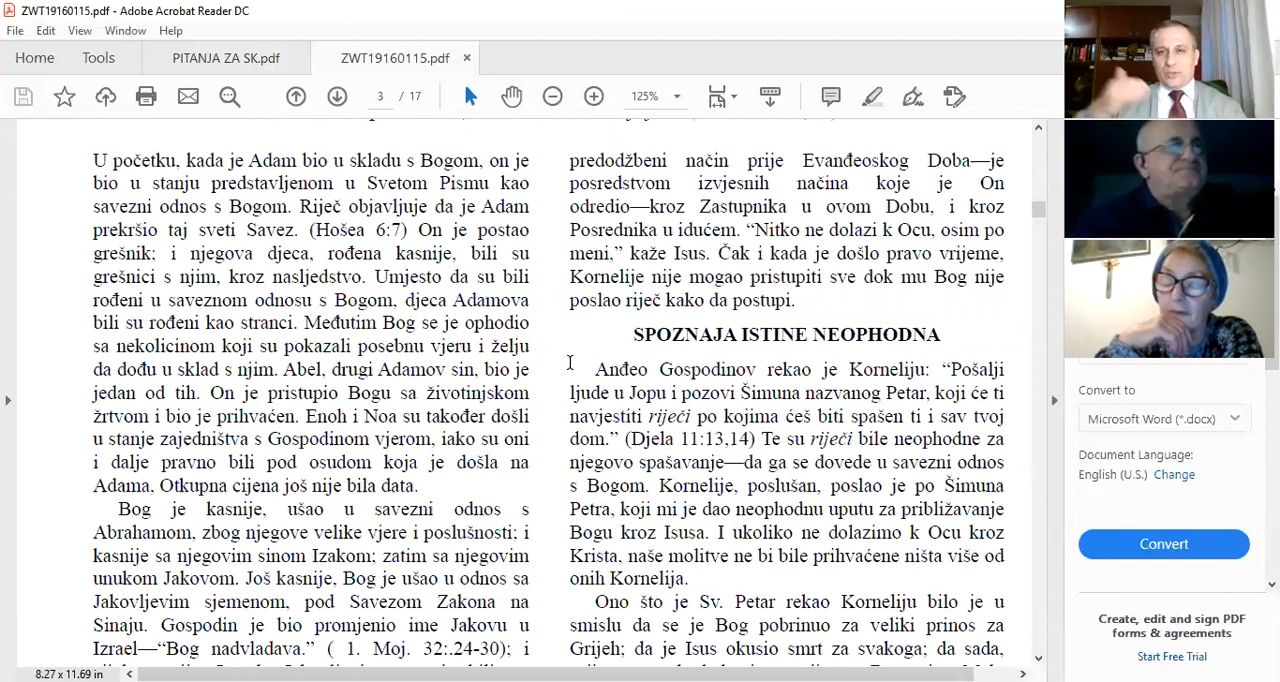 ZWT19160115.pdf - Adobe Acrobat Reader DC
File Edit View Window Help
Home Tools PITANJA ZA SK.pdf ZWT19160115.pdf ×
3 / 17 125%
U početku, kada je Adam bio u skladu s Bogom, on je
bio u stanju predstavljenom u Svetom Pismu kao
savezni odnos s Bogom. Riječ objavljuje da je Adam
prekršio taj sveti Savez. (Hošea 6:7) On je postao
grešnik; i njegova djeca, rođena kasnije, bili su
grešnici s njim, kroz nasljedstvo. Umjesto da su bili
rođeni u saveznom odnosu s Bogom, djeca Adamova
bili su rođeni kao stranci. Međutim Bog se je ophodio
sa nekolicinom koji su pokazali posebnu vjeru i želju
da dođu u sklad s njim. Abel, drugi Adamov sin, bio je
jedan od tih. On je pristupio Bogu sa životinjskom
žrtvom i bio je prihvaćen. Enoh i Noa su također došli
u stanje zajedništva s Gospodinom vjerom, iako su oni
i dalje pravno bili pod osudom koja je došla na
Adama, Otkupna cijena još nije bila data.
Bog je kasnije, ušao u savezni odnos s
Abrahamom, zbog njegove velike vjere i poslušnosti; i
kasnije sa njegovim sinom Izakom; zatim sa njegovim
unukom Jakovom. Još kasnije, Bog je ušao u odnos sa
Jakovljevim sjemenom, pod Savezom Zakona na
Sinaju. Gospodin je bio promjenio ime Jakovu u
Izrael—“Bog nadvladava.” ( 1. Moj. 32:.24-30); i
predodžbeni način prije Evanđeoskog Doba—je
posredstvom izvjesnih načina koje je On
odredio—kroz Zastupnika u ovom Dobu, i kroz
Posrednika u idućem. “Nitko ne dolazi k Ocu, osim po
meni,” kaže Isus. Čak i kada je došlo pravo vrijeme,
Kornelije nije mogao pristupiti sve dok mu Bog nije
poslao riječ kako da postupi.
SPOZNAJA ISTINE NEOPHODNA
Anđeo Gospodinov rekao je Korneliju: “Pošalji
ljude u Jopu i pozovi Šimuna nazvanog Petar, koji će ti
navjestiti riječi po kojima ćeš biti spašen ti i sav tvoj
dom.” (Djela 11:13,14) Te su riječi bile neophodne za
njegovo spašavanje—da ga se dovede u savezni odnos
s Bogom. Kornelije, poslušan, poslao je po Šimuna
Petra, koji mi je dao neophodnu uputu za približavanje
Bogu kroz Isusa. I ukoliko ne dolazimo k Ocu kroz
Krista, naše molitve ne bi bile prihvaćene ništa više od
onih Kornelija.
Ono što je Sv. Petar rekao Korneliju bilo je u
smislu da se je Bog pobrinuo za veliki prinos za
Grijeh; da je Isus okusio smrt za svakoga; da sada,
8.27 x 11.69 in
Convert to
Microsoft Word (*.docx)
Document Language:
English (U.S.) Change
Convert
Create, edit and sign PDF
forms & agreements
Start Free Trial